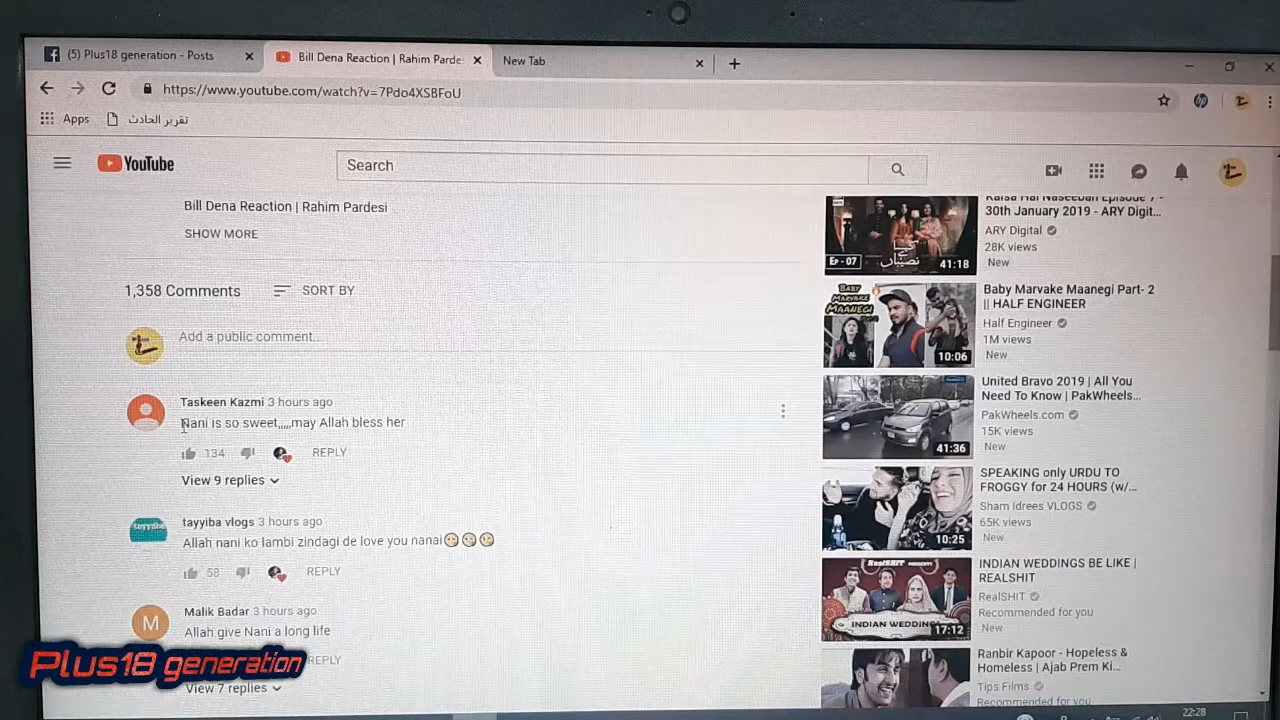 (5) Plus18 generation - Posts
Bill Dena Reaction | Rahim Parde
New Tab
https://www.youtube.com/watch?v=7Pdo4XSBFoU
Apps
تقرير الحادث
YouTube
Search
Bill Dena Reaction | Rahim Pardesi
SHOW MORE
1,358 Comments
SORT BY
Add a public comment...
Taskeen Kazmi 3 hours ago
Nani is so sweet,,,,,may Allah bless her
134
REPLY
View 9 replies
tayyiba vlogs 3 hours ago
Allah nani ko lambi zindagi de love you nanai
REPLY
M
Malik Badar 3 hours ago
Allah give Nani a long life
REPLY
View 7 replies
Plus18 generation
Kaisa Hai Naseeban Episode 7 -
30th January 2019 - ARY Digit...
ARY Digital
28K views
New
Ep - 07
41:18
Baby Marvake Maanegi Part- 2
|| HALF ENGINEER
Half Engineer
1M views
New
BABY
MARVAKE
MAANEGI
10:06
United Bravo 2019 | All You
Need To Know | PakWheels...
PakWheels.com
15K views
New
41:36
SPEAKING only URDU TO
FROGGY for 24 HOURS (w/...
Sham Idrees VLOGS
65K views
New
10:25
INDIAN WEDDINGS BE LIKE |
REALSHIT
RealSHIT
Recommended for you
New
RealSHIT
INDIAN WEDDING
17:12
Ranbir Kapoor - Hopeless &
Homeless | Ajab Prem Ki...
Tips Films
Recommended for you
22:28